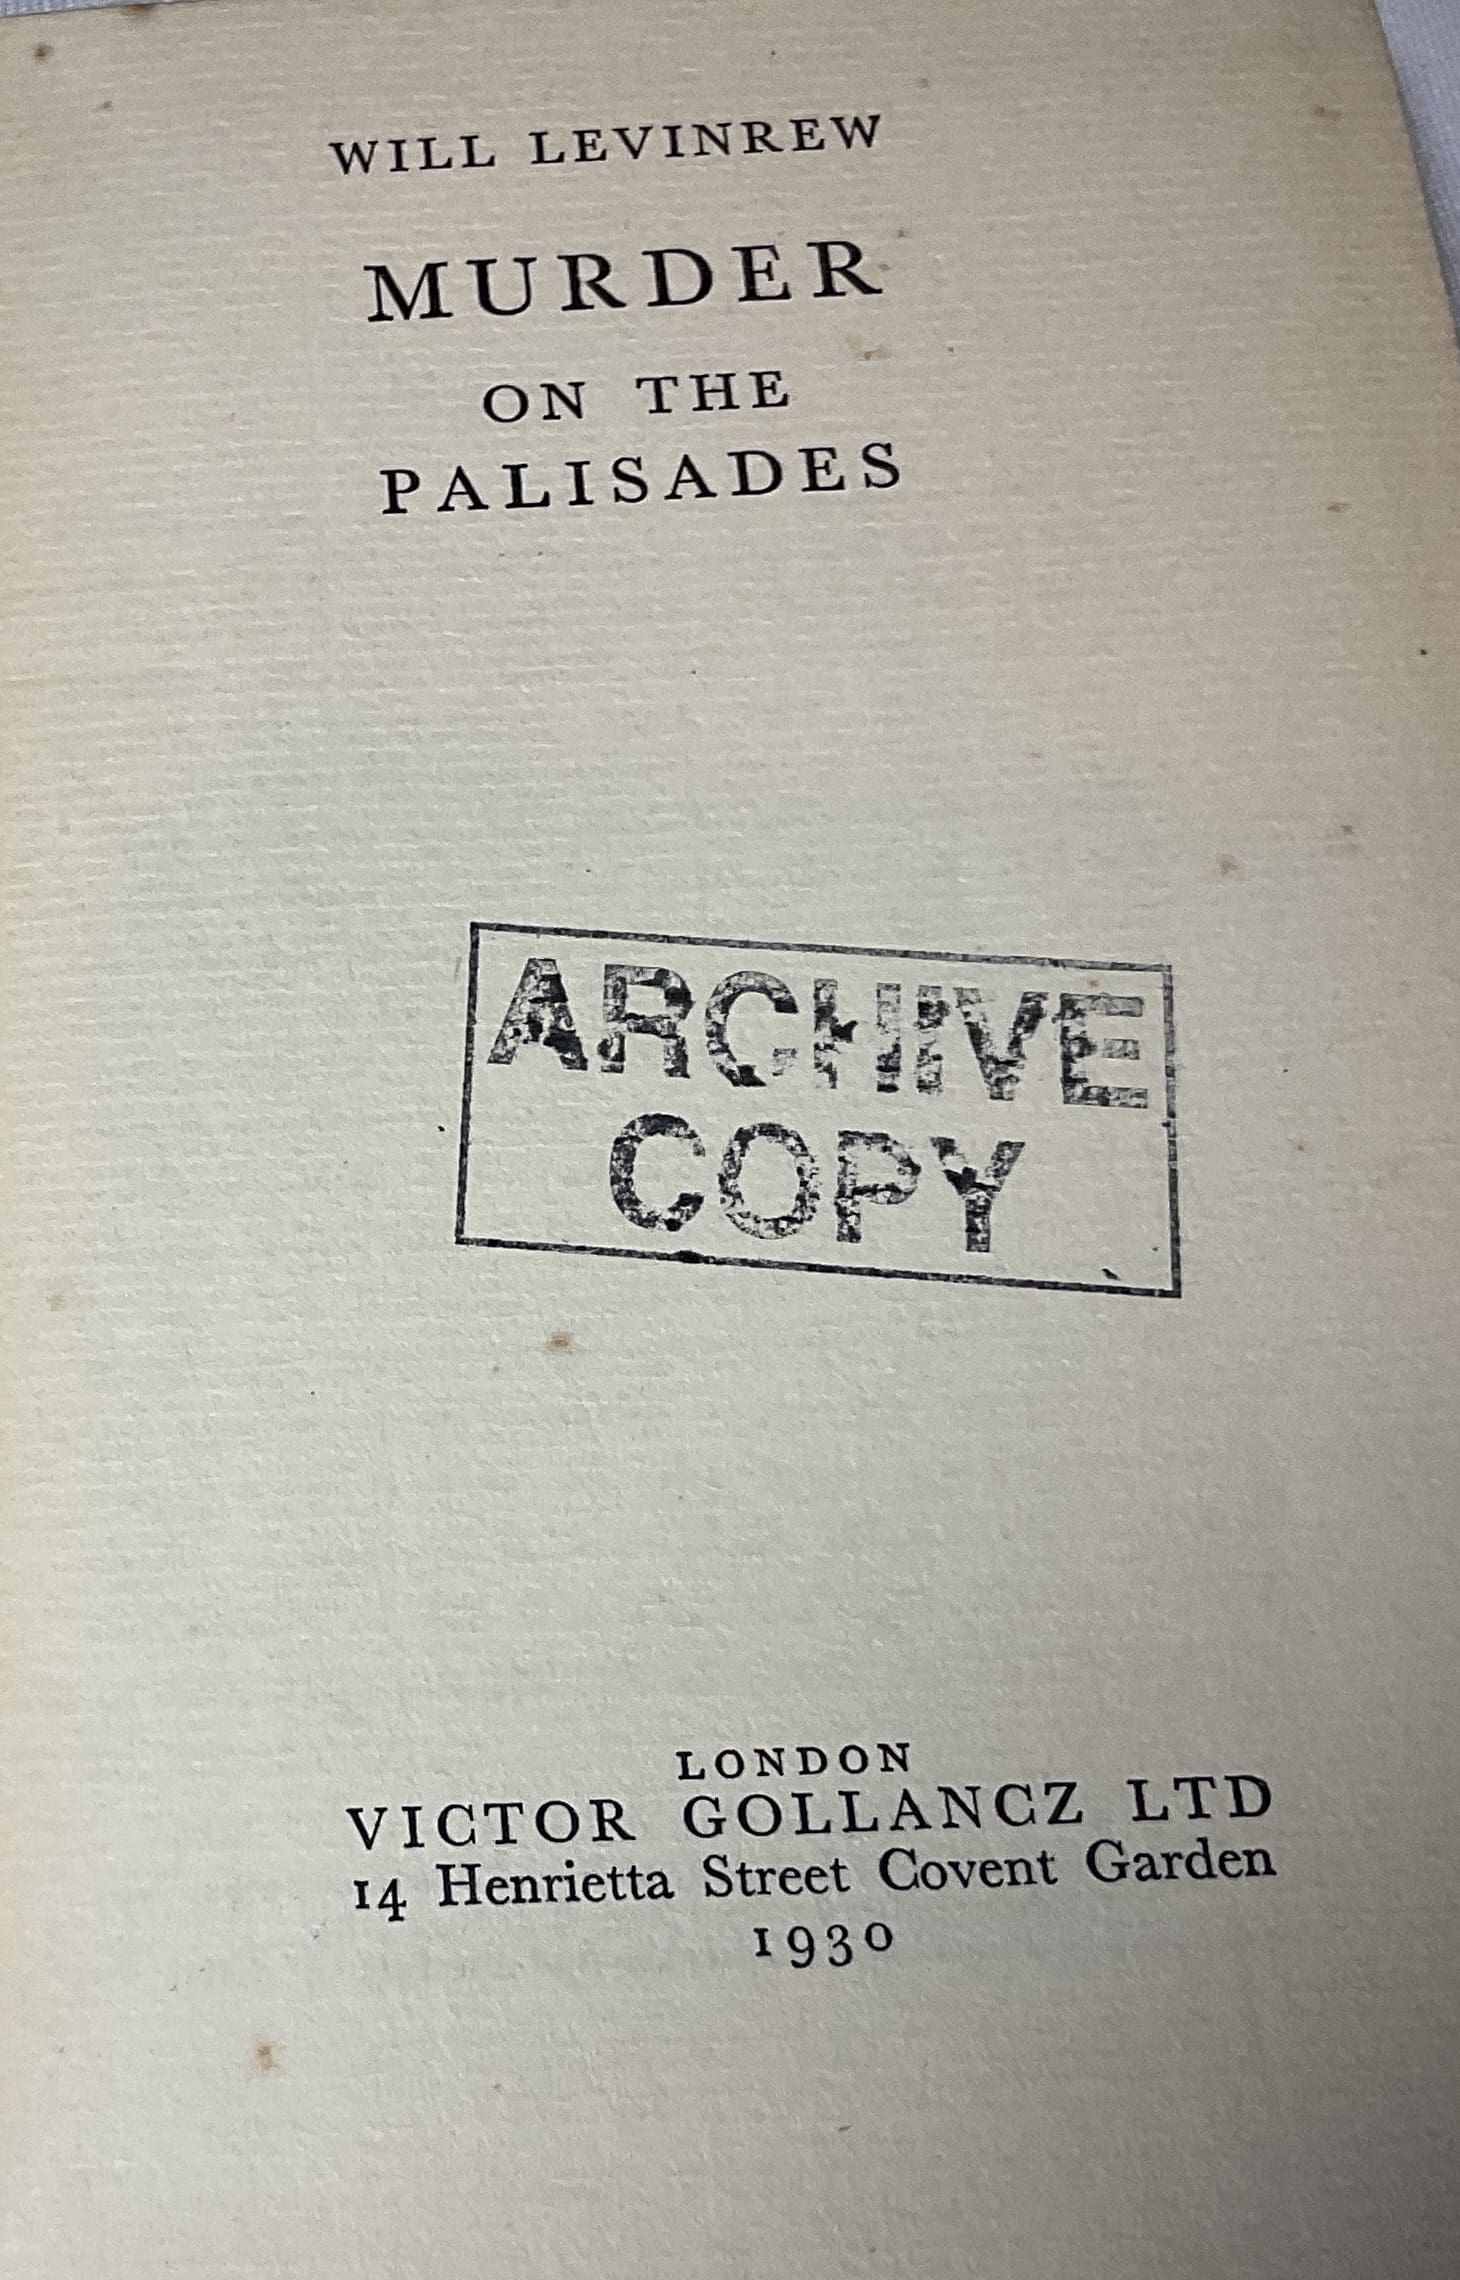 WILL LEVINREW
MURDER
ON THE
PALISADES
ARCHIVE
COPY
LONDON
VICTOR GOLLANCZ LTD
14 Henrietta Street Covent Garden
1930